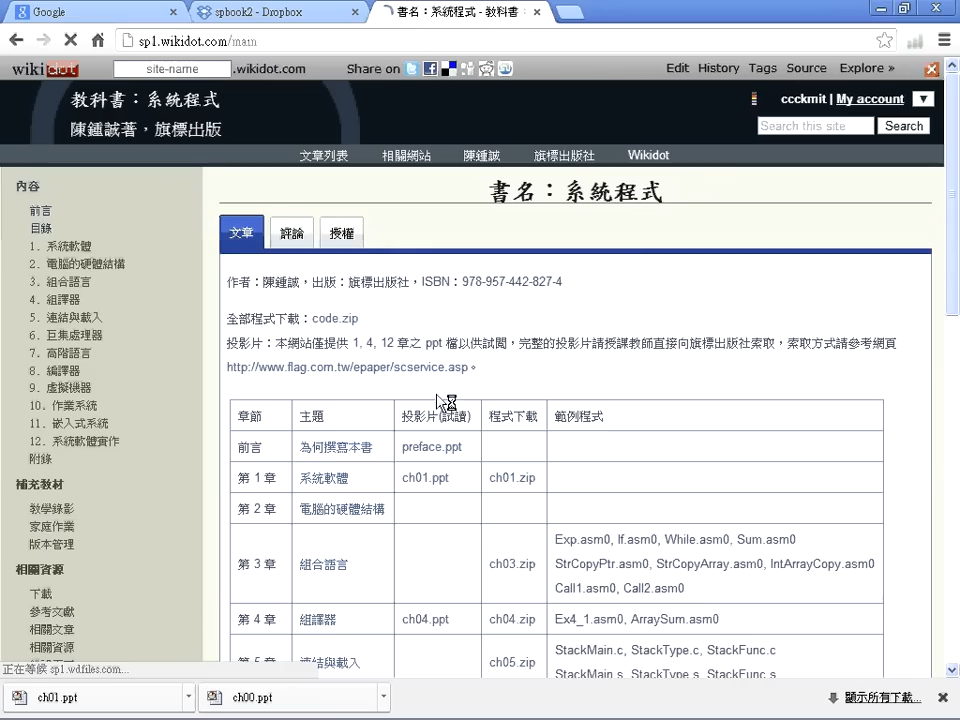 Google
spbook2 - Dropbox
書名：系統程式 - 教科書
sp1.wikidot.com/main
wikidot site-name .wikidot.com Share on Edit History Tags Source Explore »
教科書：系統程式
陳鍾誠著，旗標出版
ccckmit | My account ▼
Search this site Search
文章列表 相關網站 陳鍾誠 旗標出版社 Wikidot
內容
前言
目錄
1. 系統軟體
2. 電腦的硬體結構
3. 組合語言
4. 組譯器
5. 連結與載入
6. 巨集處理器
7. 高階語言
8. 編譯器
9. 虛擬機器
10. 作業系統
11. 嵌入式系統
12. 系統軟體實作
附錄
補充教材
教學錄影
家庭作業
版本管理
相關資源
下載
參考文獻
相關文章
相關資源
書名：系統程式
文章 評論 授權
作者：陳鍾誠，出版：旗標出版社，ISBN：978-957-442-827-4
全部程式下載：code.zip
投影片：本網站僅提供 1, 4, 12 章之 ppt 檔以供試閱，完整的投影片請授課教師直接向旗標出版社索取，索取方式請參考網頁
http://www.flag.com.tw/epaper/scservice.asp。
章節 主題 投影片(試讀) 程式下載 範例程式
前言 為何撰寫本書 preface.ppt
第 1 章 系統軟體 ch01.ppt ch01.zip
第 2 章 電腦的硬體結構
第 3 章 組合語言 ch03.zip Exp.asm0, If.asm0, While.asm0, Sum.asm0
StrCopyPtr.asm0, StrCopyArray.asm0, IntArrayCopy.asm0
Call1.asm0, Call2.asm0
第 4 章 組譯器 ch04.ppt ch04.zip Ex4_1.asm0, ArraySum.asm0
第 5 章 連結與載入 ch05.zip StackMain.c, StackType.c, StackFunc.c
StackMain.s, StackType.s, StackFunc.s
正在等候 sp1.wdfiles.com...
ch01.ppt ch00.ppt 顯示所有下載...